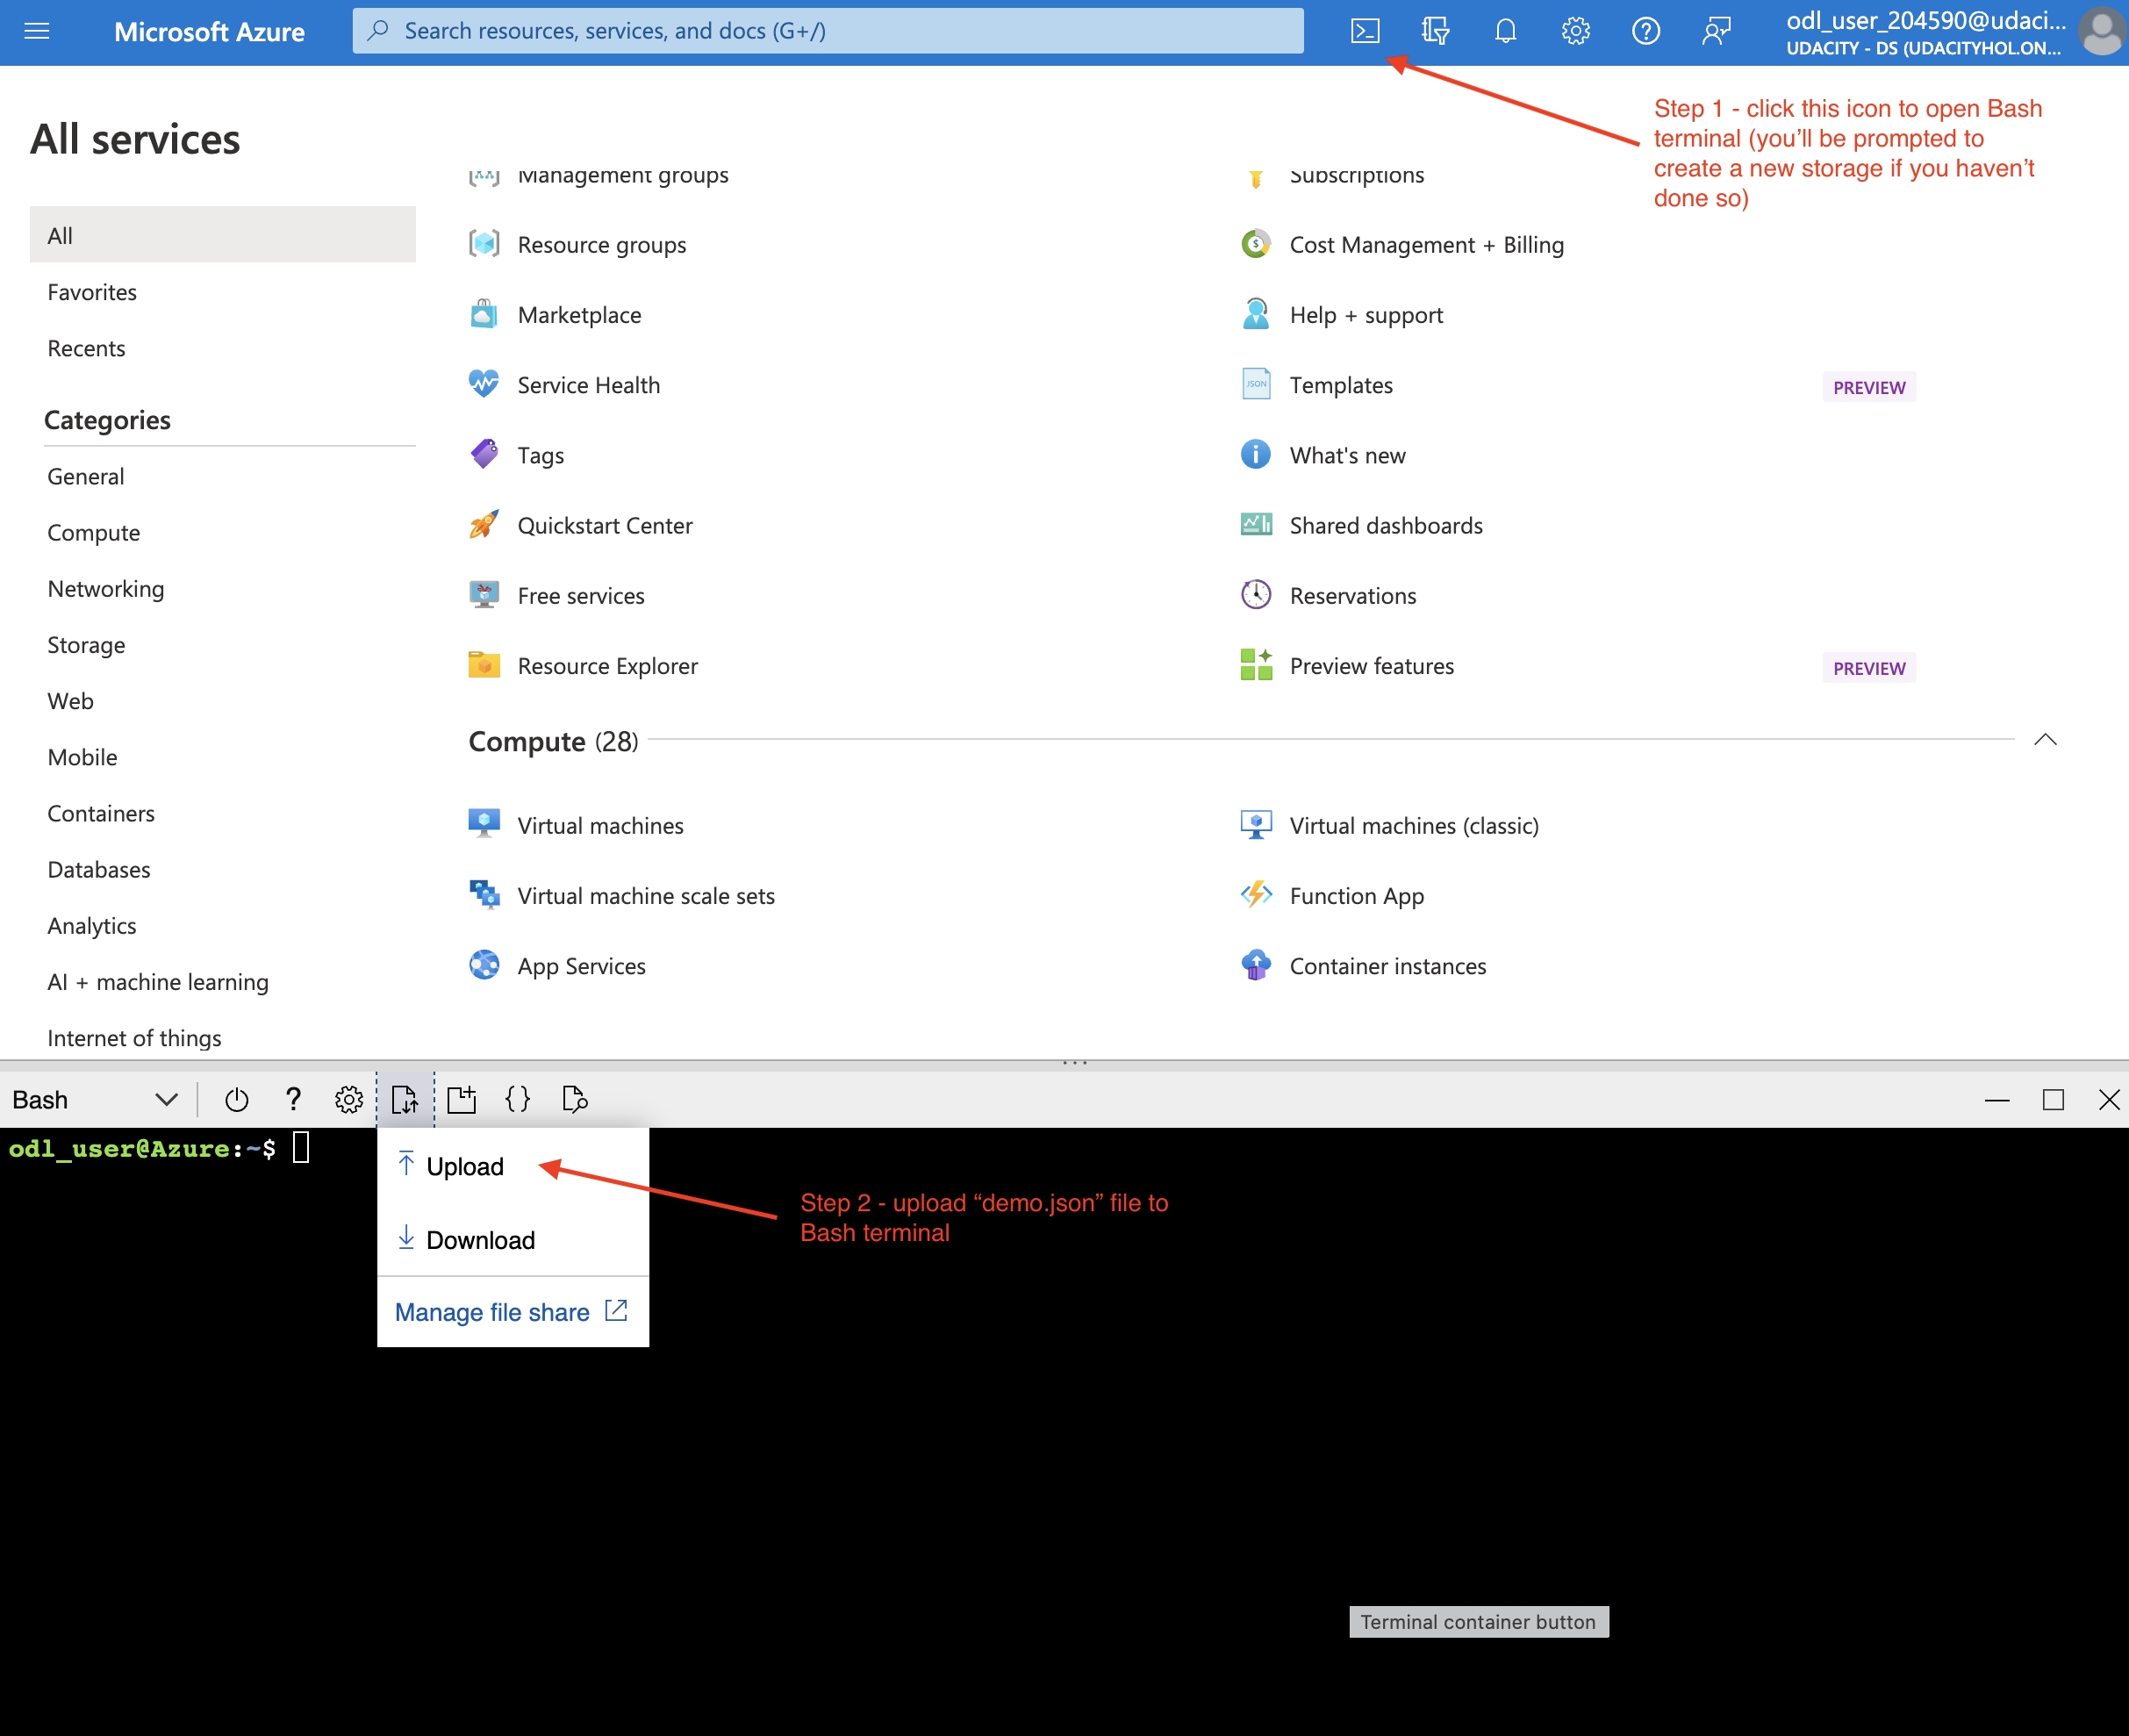 Microsoft Azure
Search resources, services, and docs (G+/)
odl_user_204590@udaci...
UDACITY - DS (UDACITYHOL.ON...
Step 1 - click this icon to open Bash
terminal (you’ll be prompted to
create a new storage if you haven’t
done so)
All services
All
Favorites
Recents
Categories
General
Compute
Networking
Storage
Web
Mobile
Containers
Databases
Analytics
AI + machine learning
Internet of things
Management groups
Subscriptions
Resource groups
Cost Management + Billing
Marketplace
Help + support
Service Health
JSON
Templates
PREVIEW
Tags
What's new
Quickstart Center
Shared dashboards
Free services
Reservations
Resource Explorer
Preview features
PREVIEW
Compute (28)
Virtual machines
Virtual machines (classic)
Virtual machine scale sets
Function App
App Services
Container instances
Bash
odl_user@Azure:~$
Upload
Download
Manage file share
Step 2 - upload “demo.json” file to
Bash terminal
Terminal container button